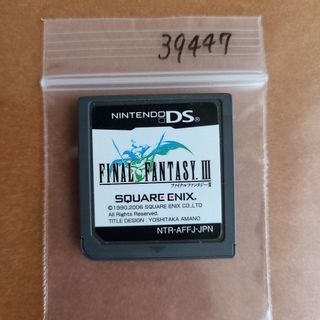 39447
NINTENDO DS
FINAL FANTASY III
ファイナルファンタジーIII
SQUARE ENIX.
©1990,2006 SQUARE ENIX CO.,LTD
All Rights Reserved.
TITLE DESIGN : YOSHITAKA AMANO
NTR-AFFJ-JPN